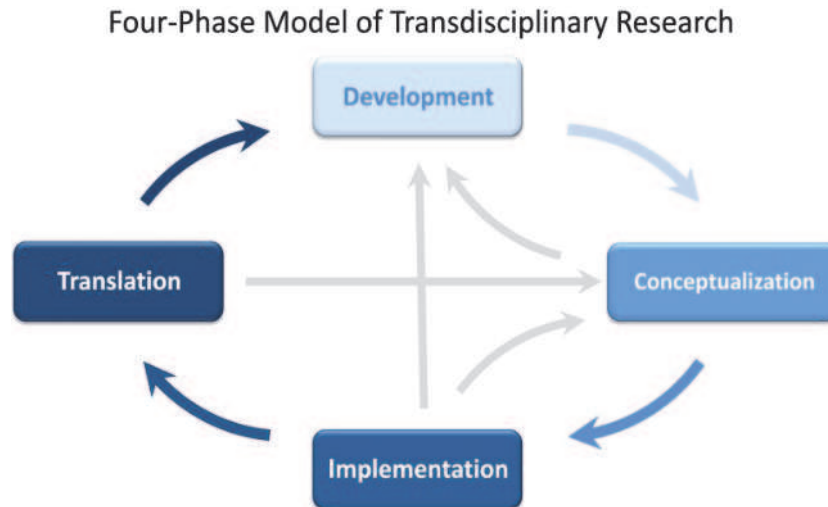 Four-Phase Model of Transdisciplinary Research
Development
Translation
Conceptualization
Implementation